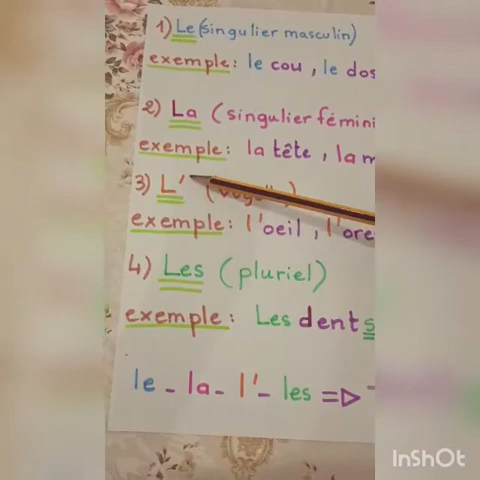 1) Le (singulier masculin)
exemple: le cou, le dos
2) La (singulier fémini
exemple: la tête, la m
3) L'
exemple: l'oeil, l'ore
4) Les (pluriel)
exemple: Les dents
le - la - l' - les =>
InShOt